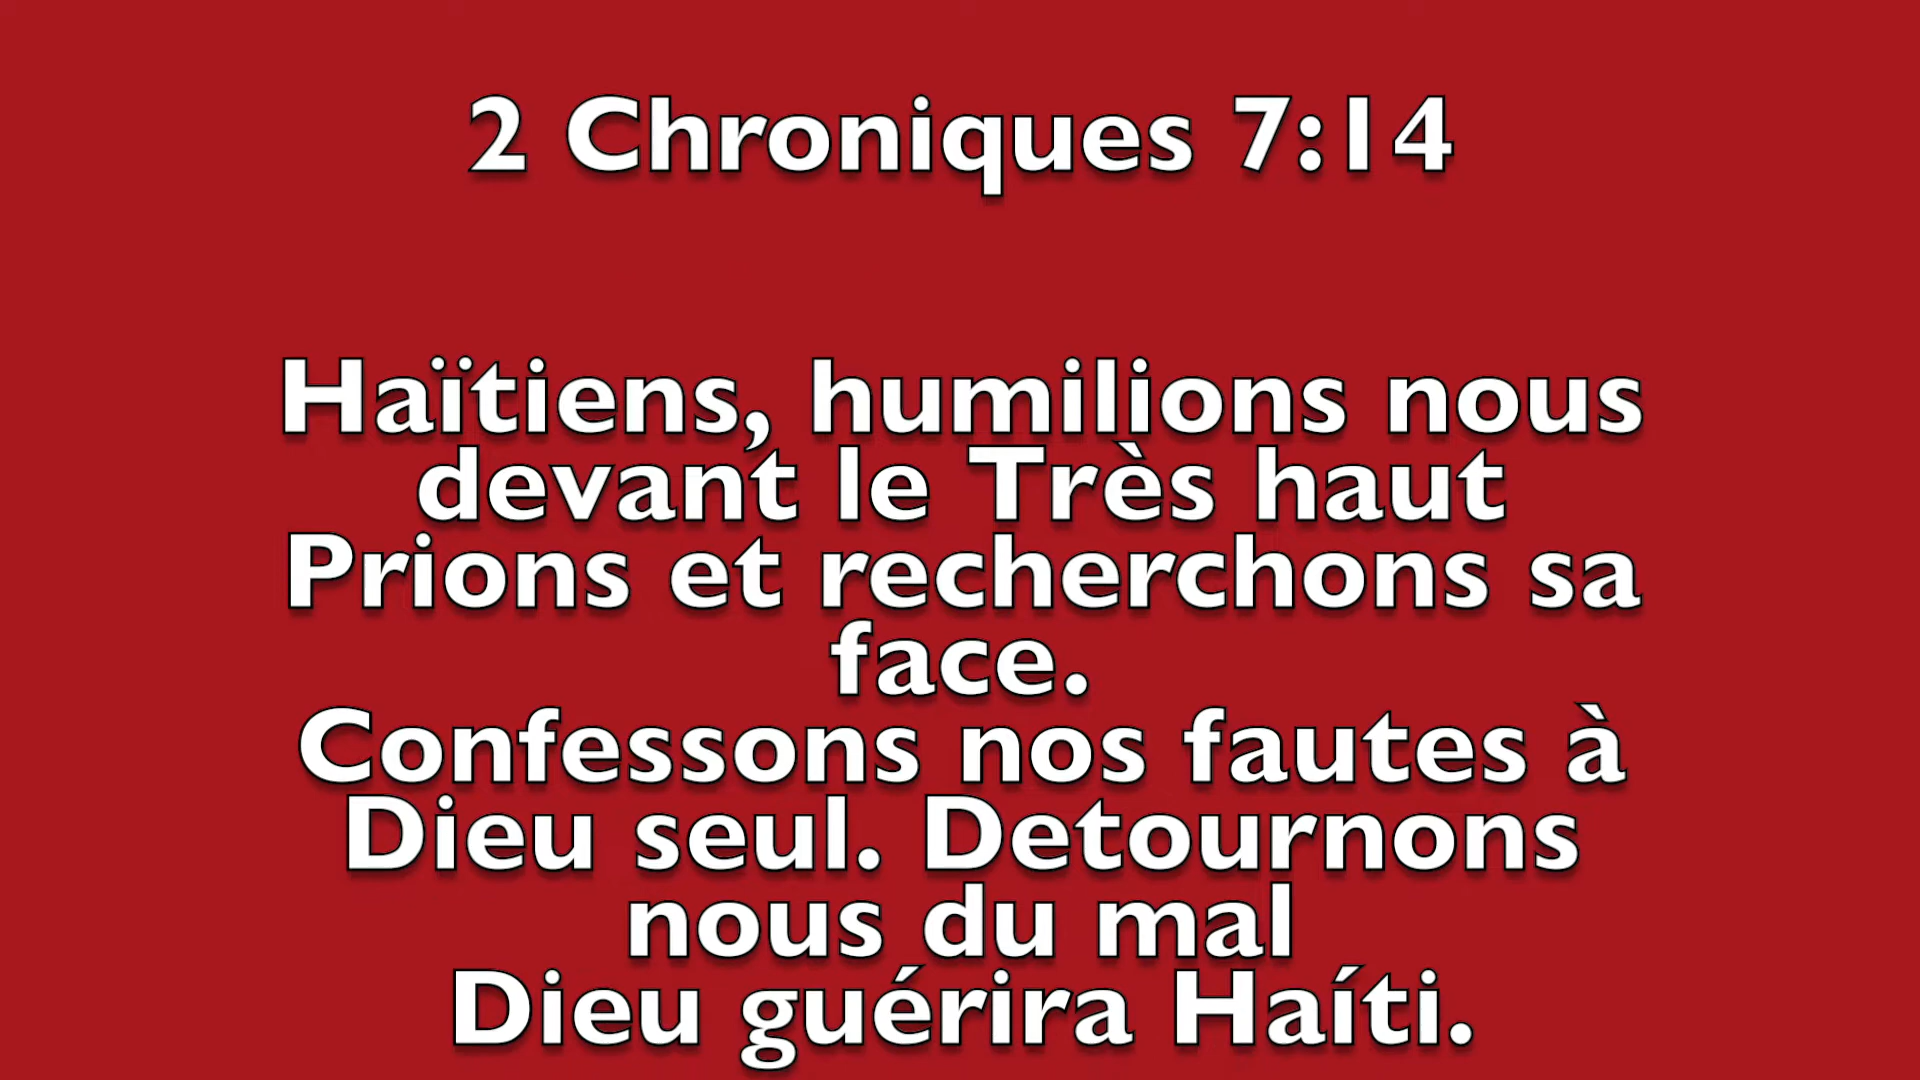 2 Chroniques 7:14
Haïtiens, humilions nous
devant le Très haut
Prions et recherchons sa
face.
Confessons nos fautes à
Dieu seul. Detournons
nous du mal
Dieu guérira Haíti.